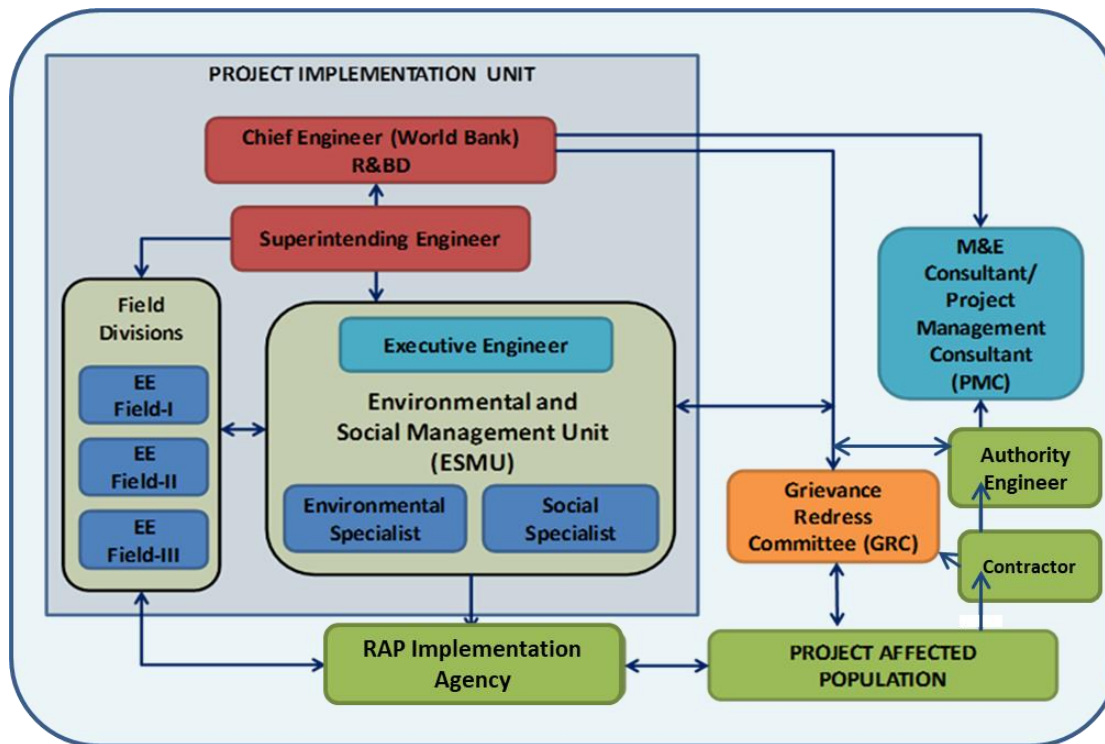 PROJECT IMPLEMENTATION UNIT
Chief Engineer (World Bank)
R&BD
Superintending Engineer
Field
Divisions
EE
Field-I
EE
Field-II
EE
Field-III
Executive Engineer
Environmental and
Social Management Unit
(ESMU)
Environmental
Specialist
Social
Specialist
M&E
Consultant/
Project
Management
Consultant
(PMC)
Authority
Engineer
Grievance
Redress
Committee (GRC)
Contractor
RAP Implementation
Agency
PROJECT AFFECTED
POPULATION